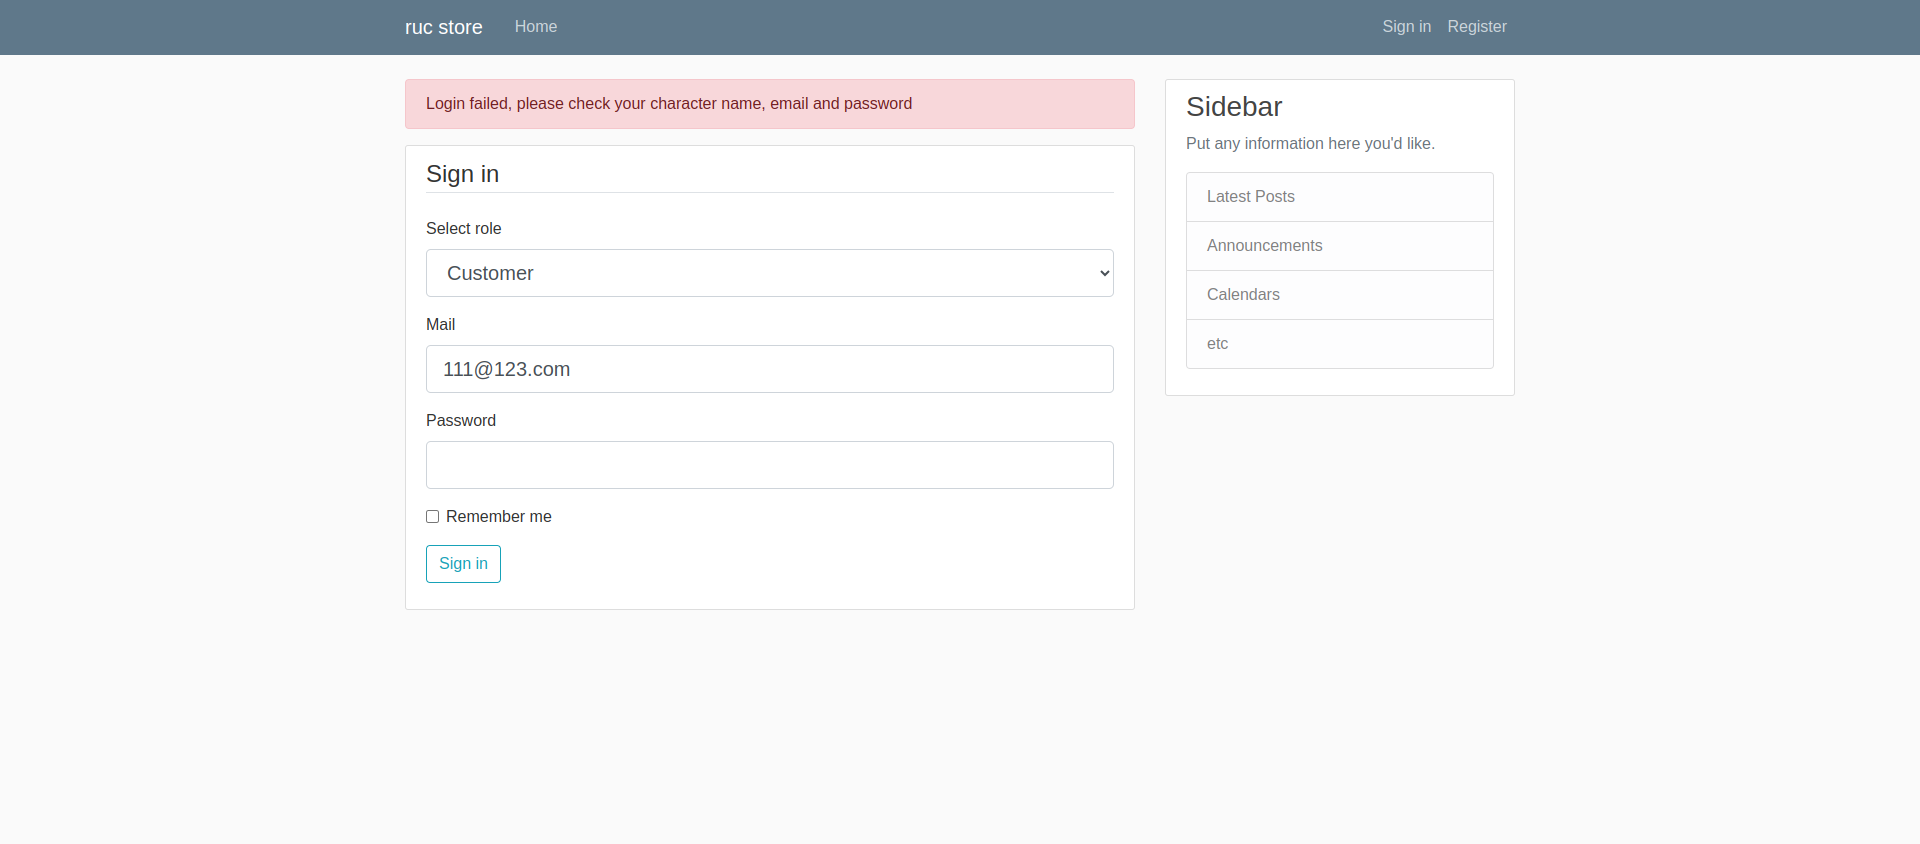 ruc store Home Sign in Register
Login failed, please check your character name, email and password
Sign in
Select role
Customer
Mail
111@123.com
Password
Remember me
Sign in
Sidebar
Put any information here you'd like.
Latest Posts
Announcements
Calendars
etc